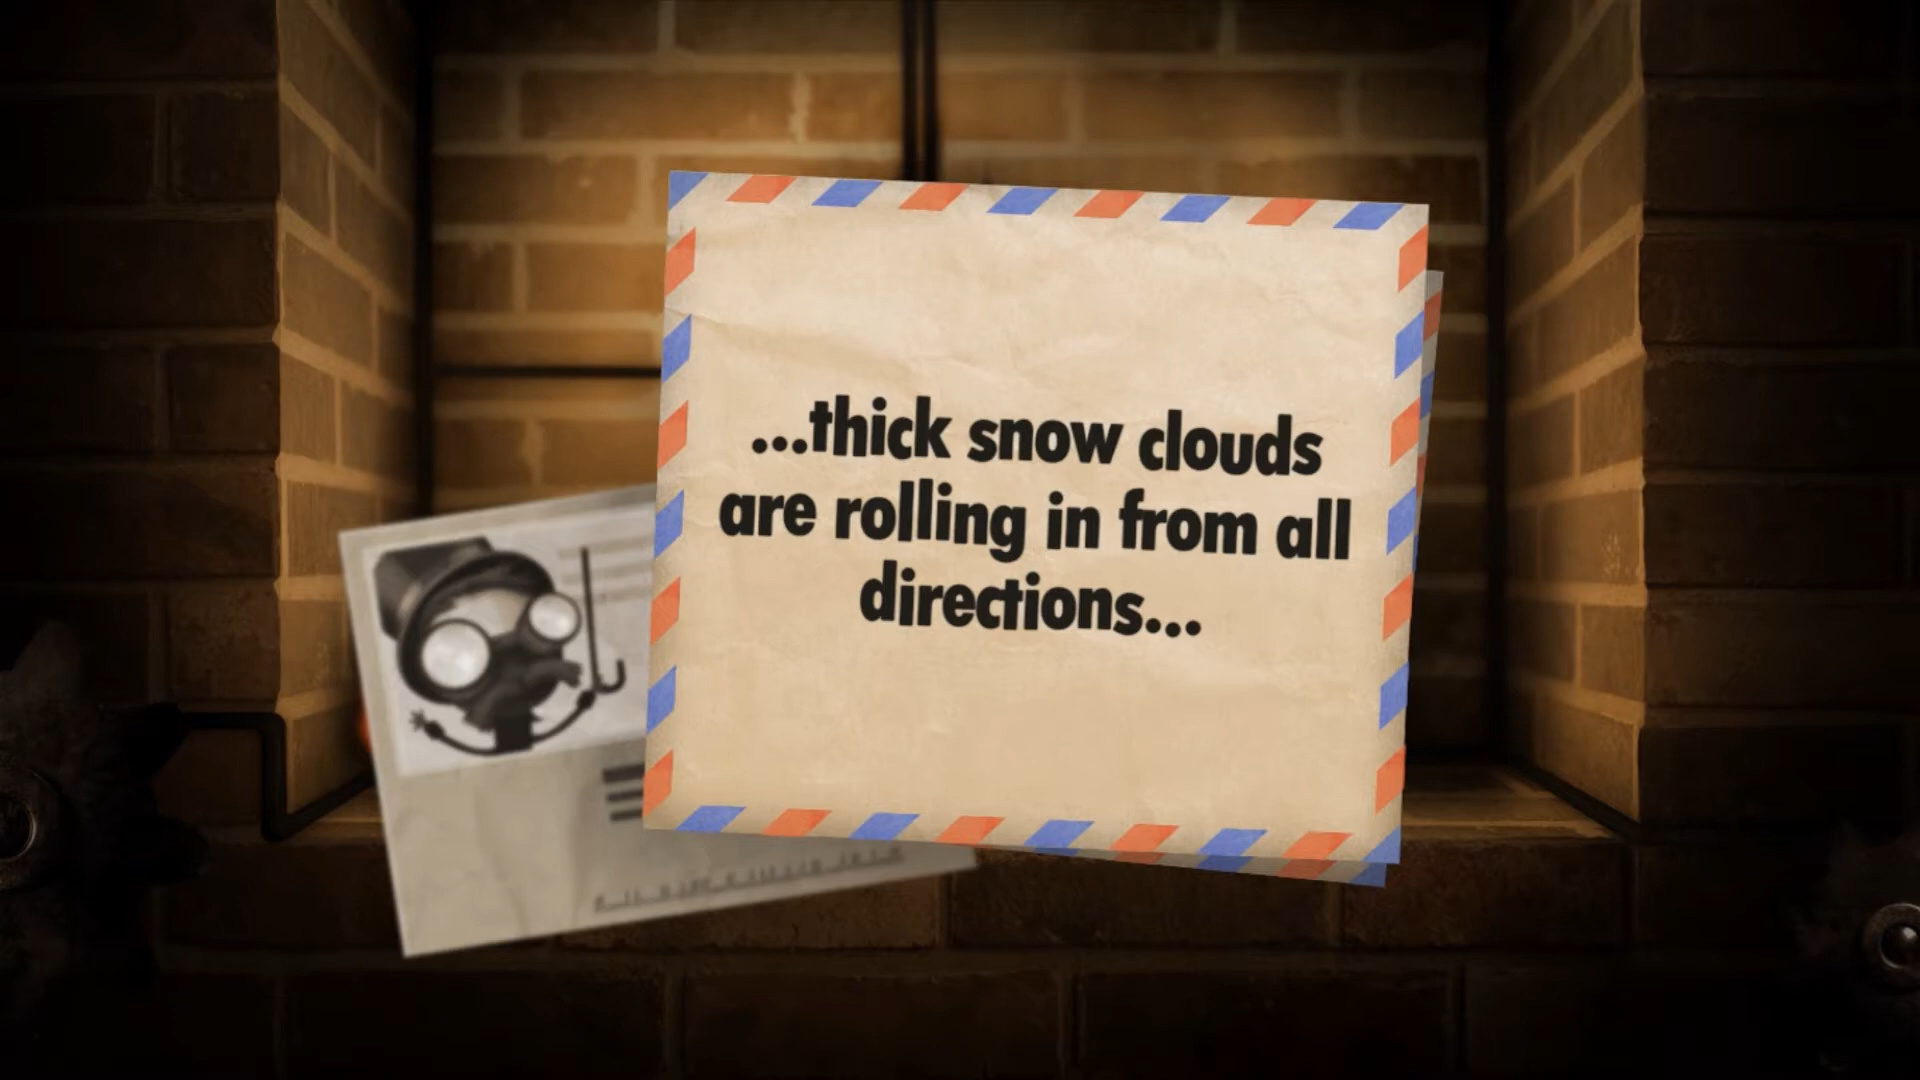 ...thick snow clouds
are rolling in from all
directions...